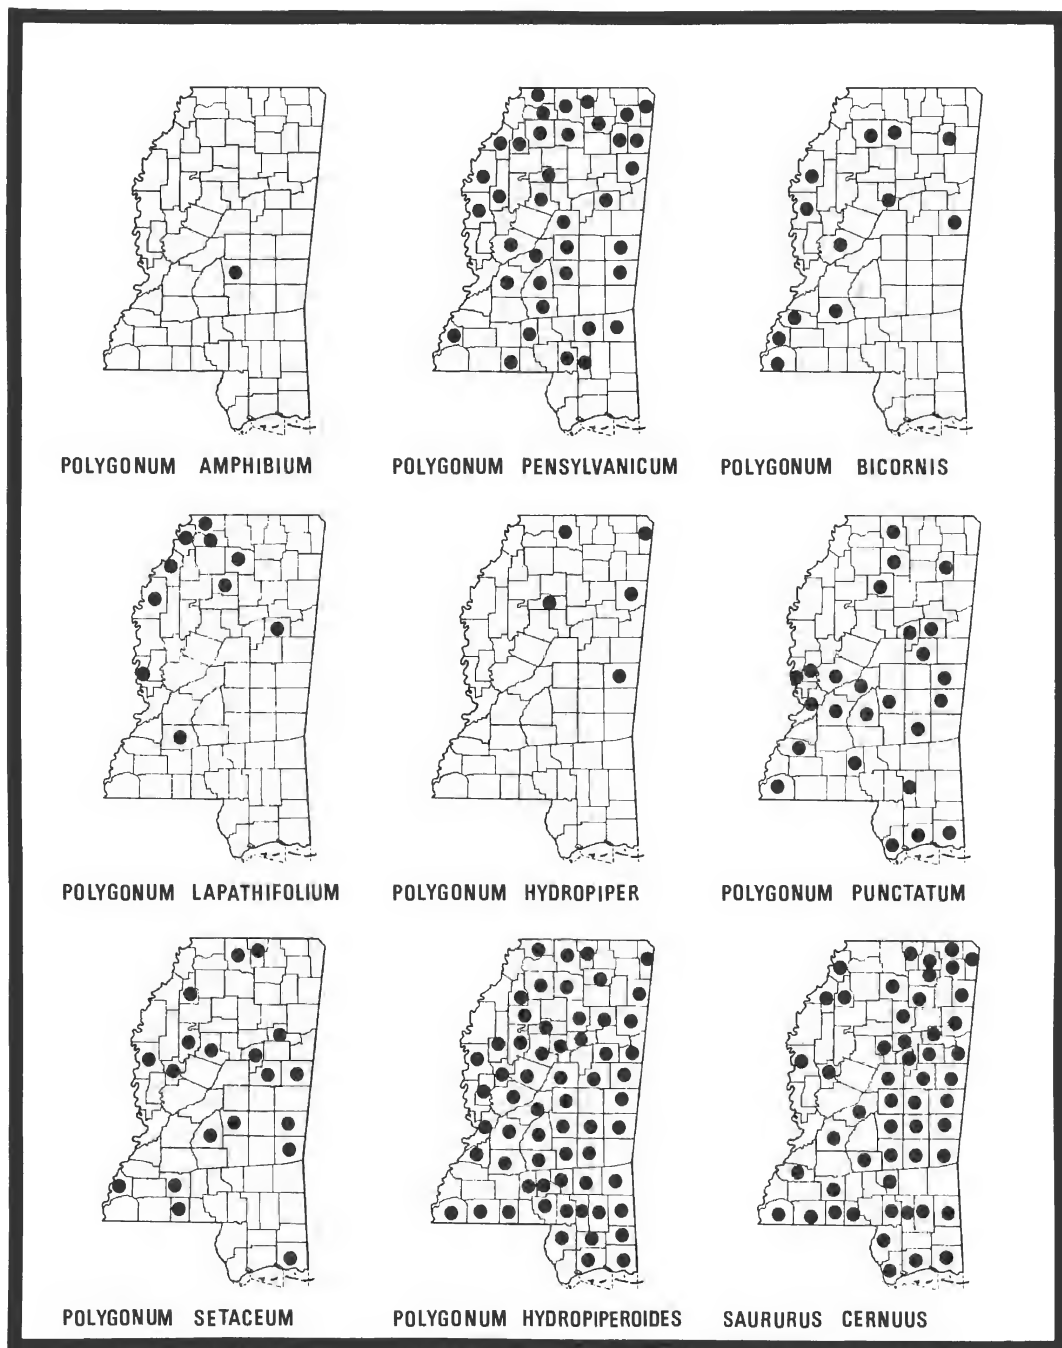 POLYGONUM AMPHIBIUM
POLYGONUM PENSYLVANICUM
POLYGONUM BICORNIS
POLYGONUM LAPATHIFOLIUM
POLYGONUM HYDROPIPER
POLYGONUM PUNCTATUM
POLYGONUM SETACEUM
POLYGONUM HYDROPIPEROIDES
SAURURUS CERNUUS